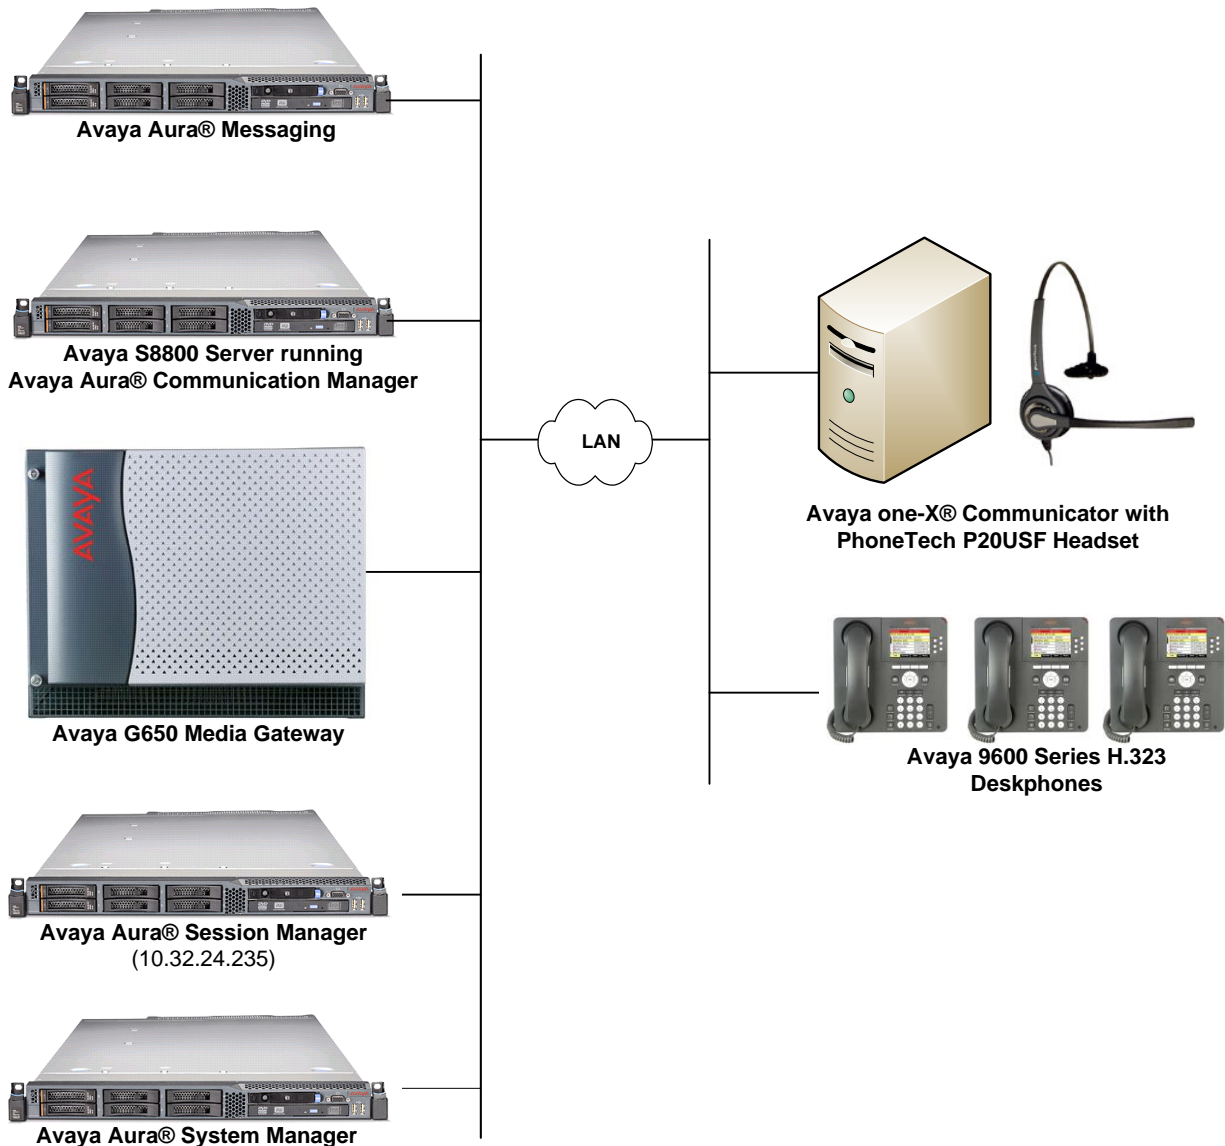 Avaya Aura® Messaging
Avaya S8800 Server running
Avaya Aura® Communication Manager
AVAYA
Avaya G650 Media Gateway
Avaya Aura® Session Manager
(10.32.24.235)
Avaya Aura® System Manager
LAN
Avaya one-X® Communicator with
PhoneTech P20USF Headset
Avaya 9600 Series H.323
Deskphones